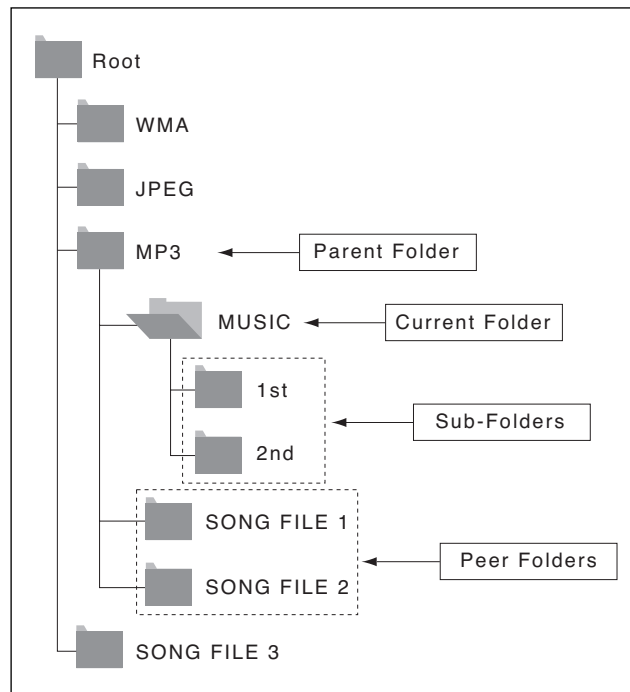 Root
WMA
JPEG
MP3
Parent Folder
MUSIC
Current Folder
1st
Sub-Folders
2nd
SONG FILE 1
Peer Folders
SONG FILE 2
SONG FILE 3